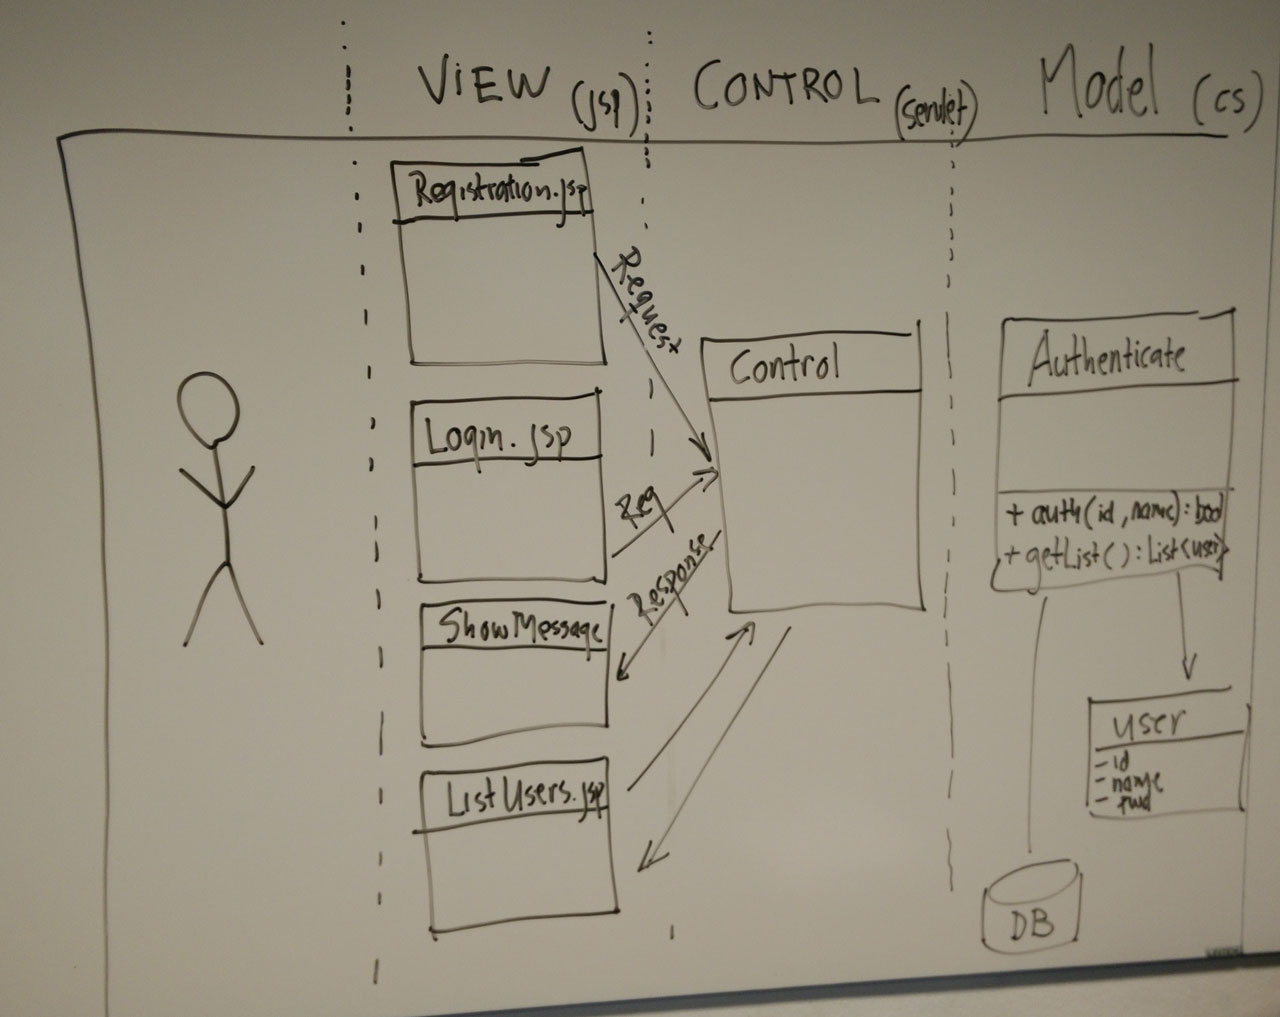 VIEW (jsp)
CONTROL (servlet)
Model (cs)
Registration.jsp
Request
Login.jsp
Req
Response
ShowMessage
ListUsers.jsp
Control
Authenticate
+ auth(id, name): bool
+ getList(): List<user>
user
- id
- name
- pwd
DB